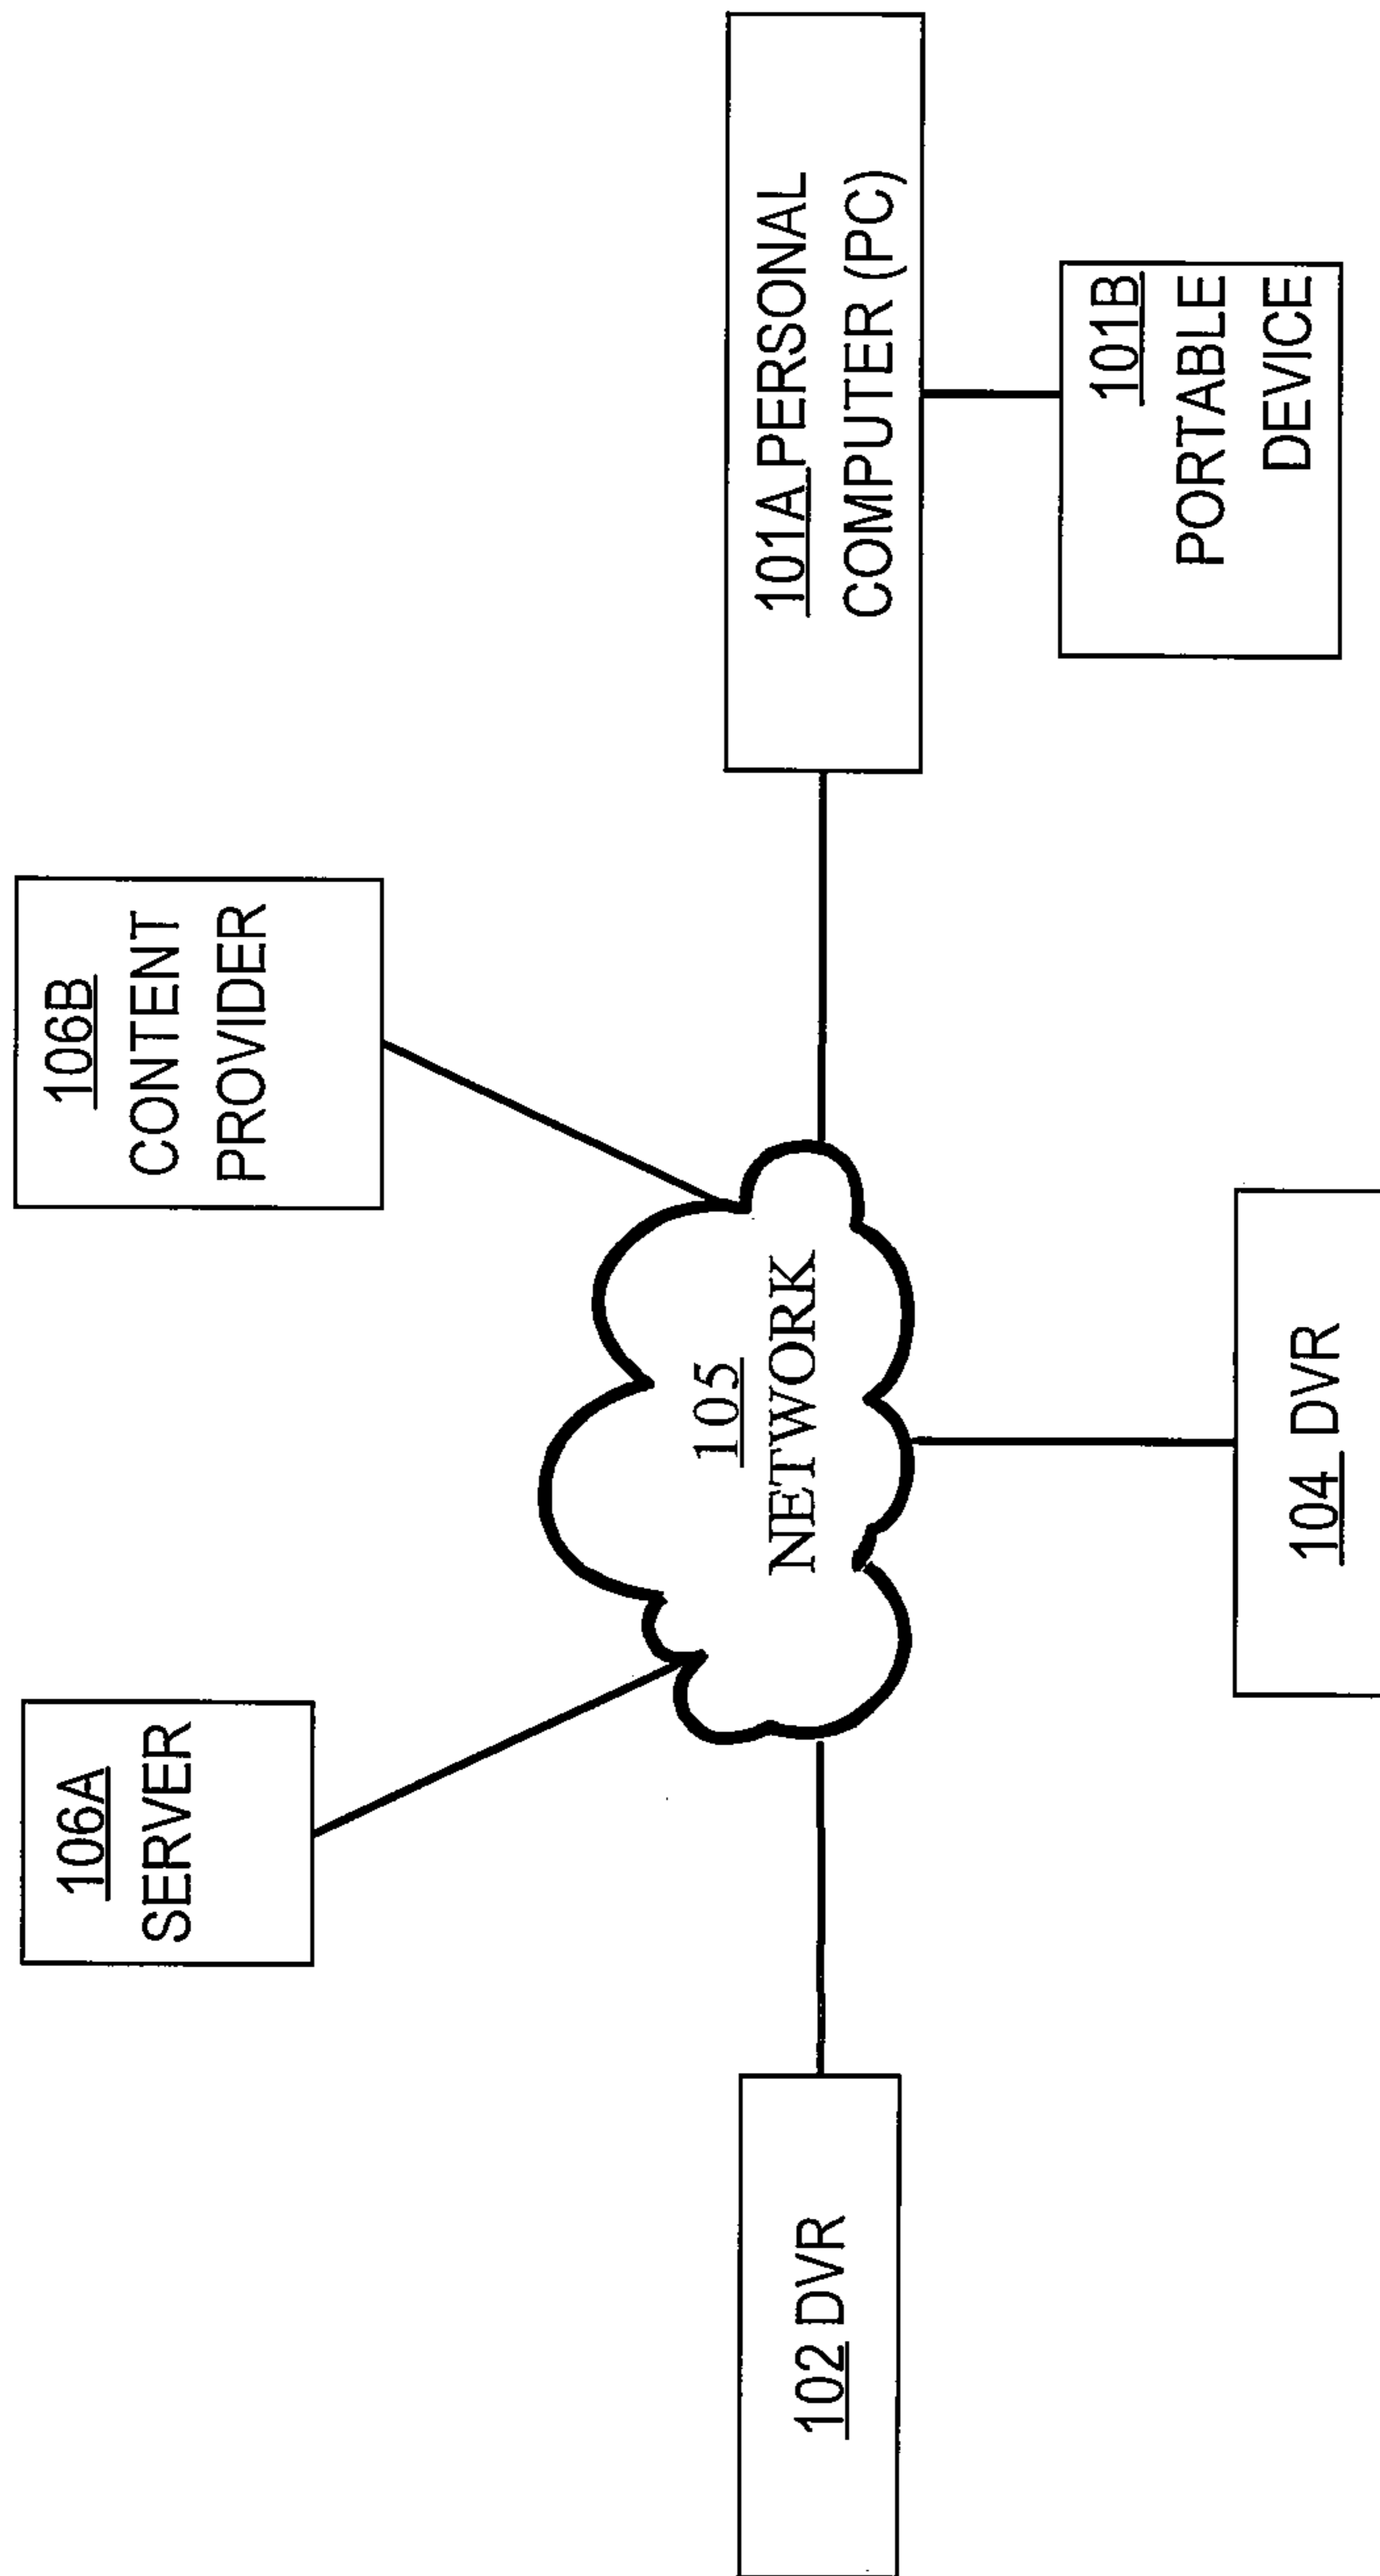 106A
SERVER
106B
CONTENT
PROVIDER
105
NETWORK
102 DVR
101A PERSONAL
COMPUTER (PC)
104 DVR
101B
PORTABLE
DEVICE